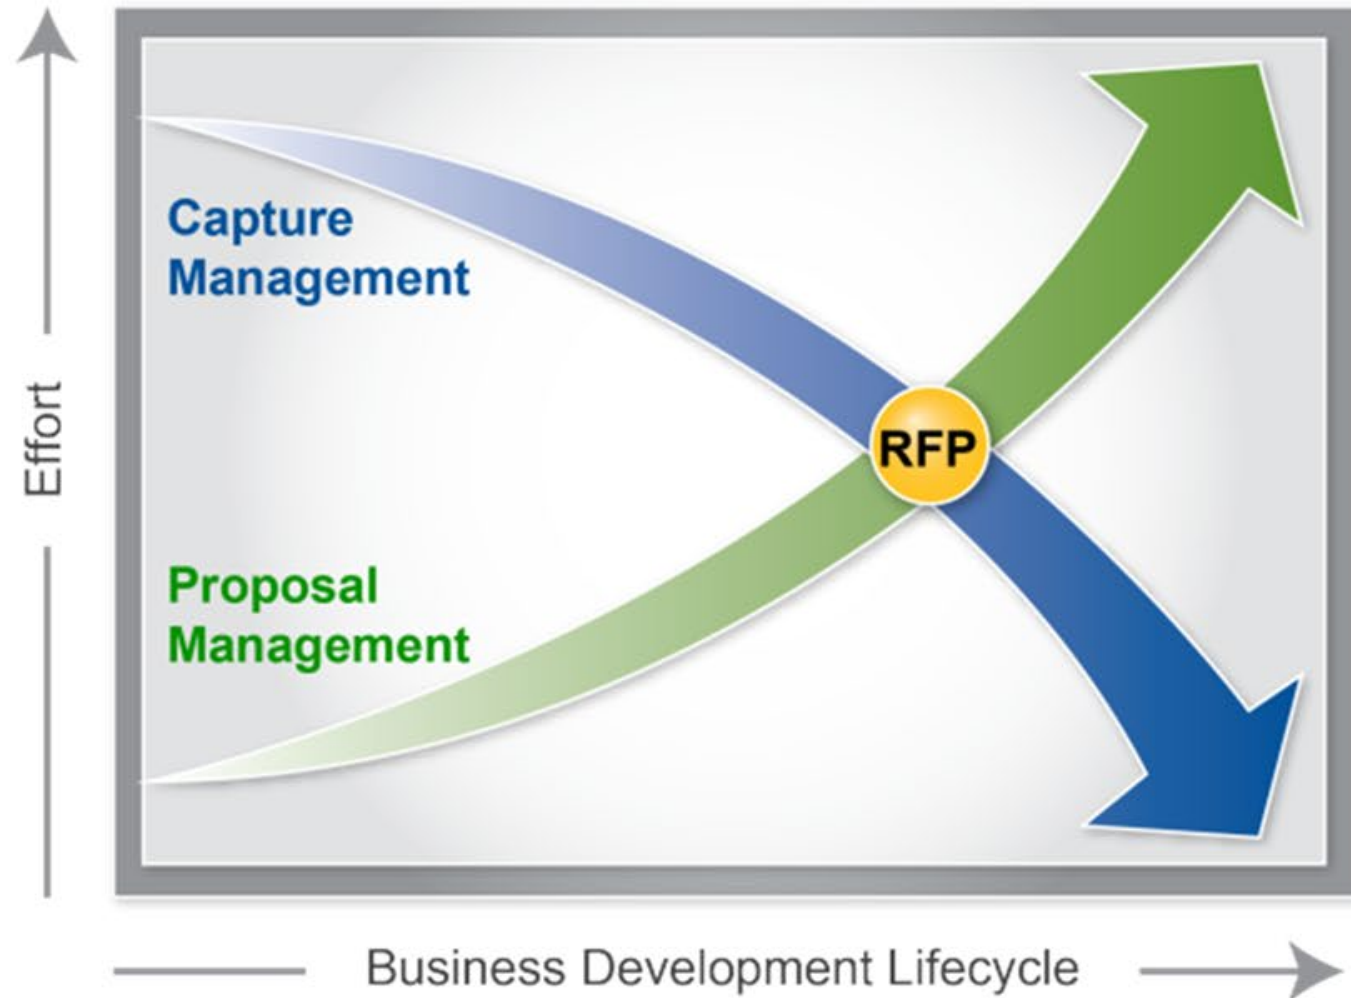 Capture
Management
Effort
RFP
Proposal
Management
Business Development Lifecycle